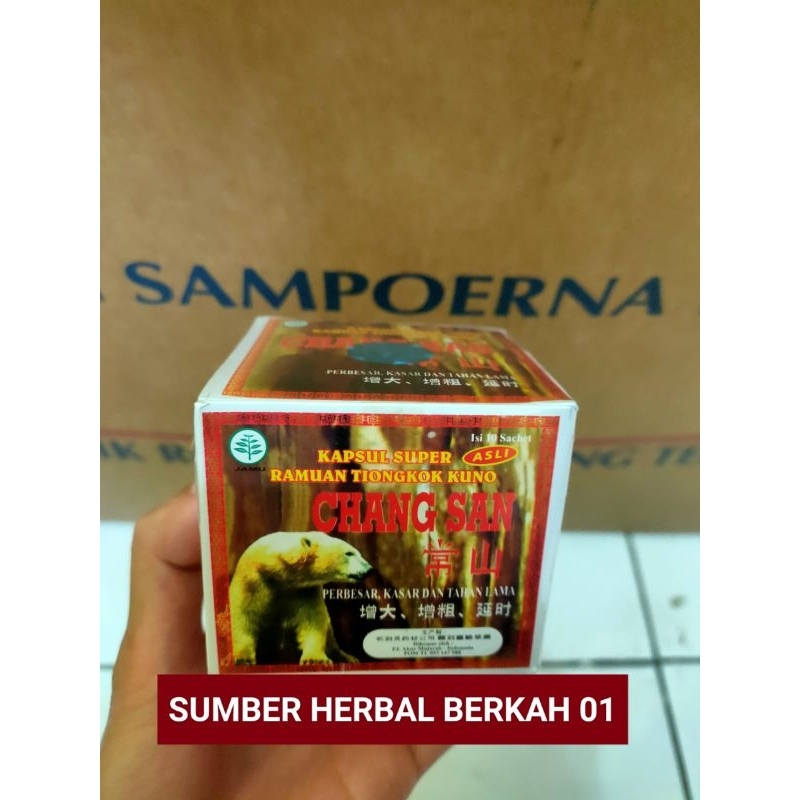 SAMPOERNA
PERBESAR, KASAR DAN TAHAN LAMA
增大、增粗、延时
Isi 10 Sachet
JAMU
KAPSUL SUPER
ASLI
RAMUAN TIONGKOK KUNO
CHANG SAN
常山
PERBESAR, KASAR DAN TAHAN LAMA
增大、增粗、延时
SUMBER HERBAL BERKAH 01